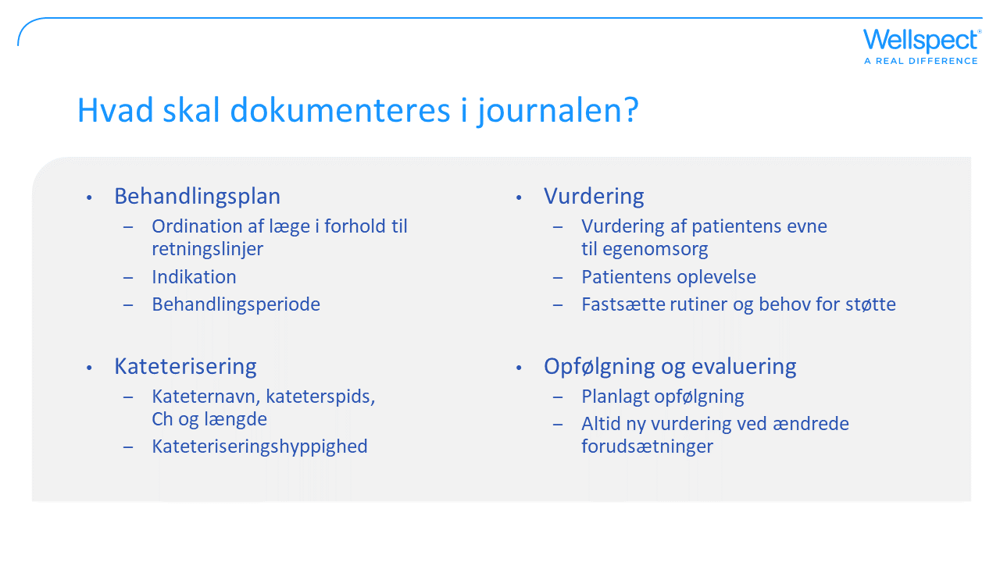 Wellspect®
A REAL DIFFERENCE
Hvad skal dokumenteres i journalen?
• Behandlingsplan
– Ordination af læge i forhold til
retningslinjer
– Indikation
– Behandlingsperiode
• Kateterisering
– Kateternavn, kateterspids,
Ch og længde
– Kateteriseringshyppighed
• Vurdering
– Vurdering af patientens evne
til egenomsorg
– Patientens oplevelse
– Fastsætte rutiner og behov for støtte
• Opfølgning og evaluering
– Planlagt opfølgning
– Altid ny vurdering ved ændrede
forudsætninger